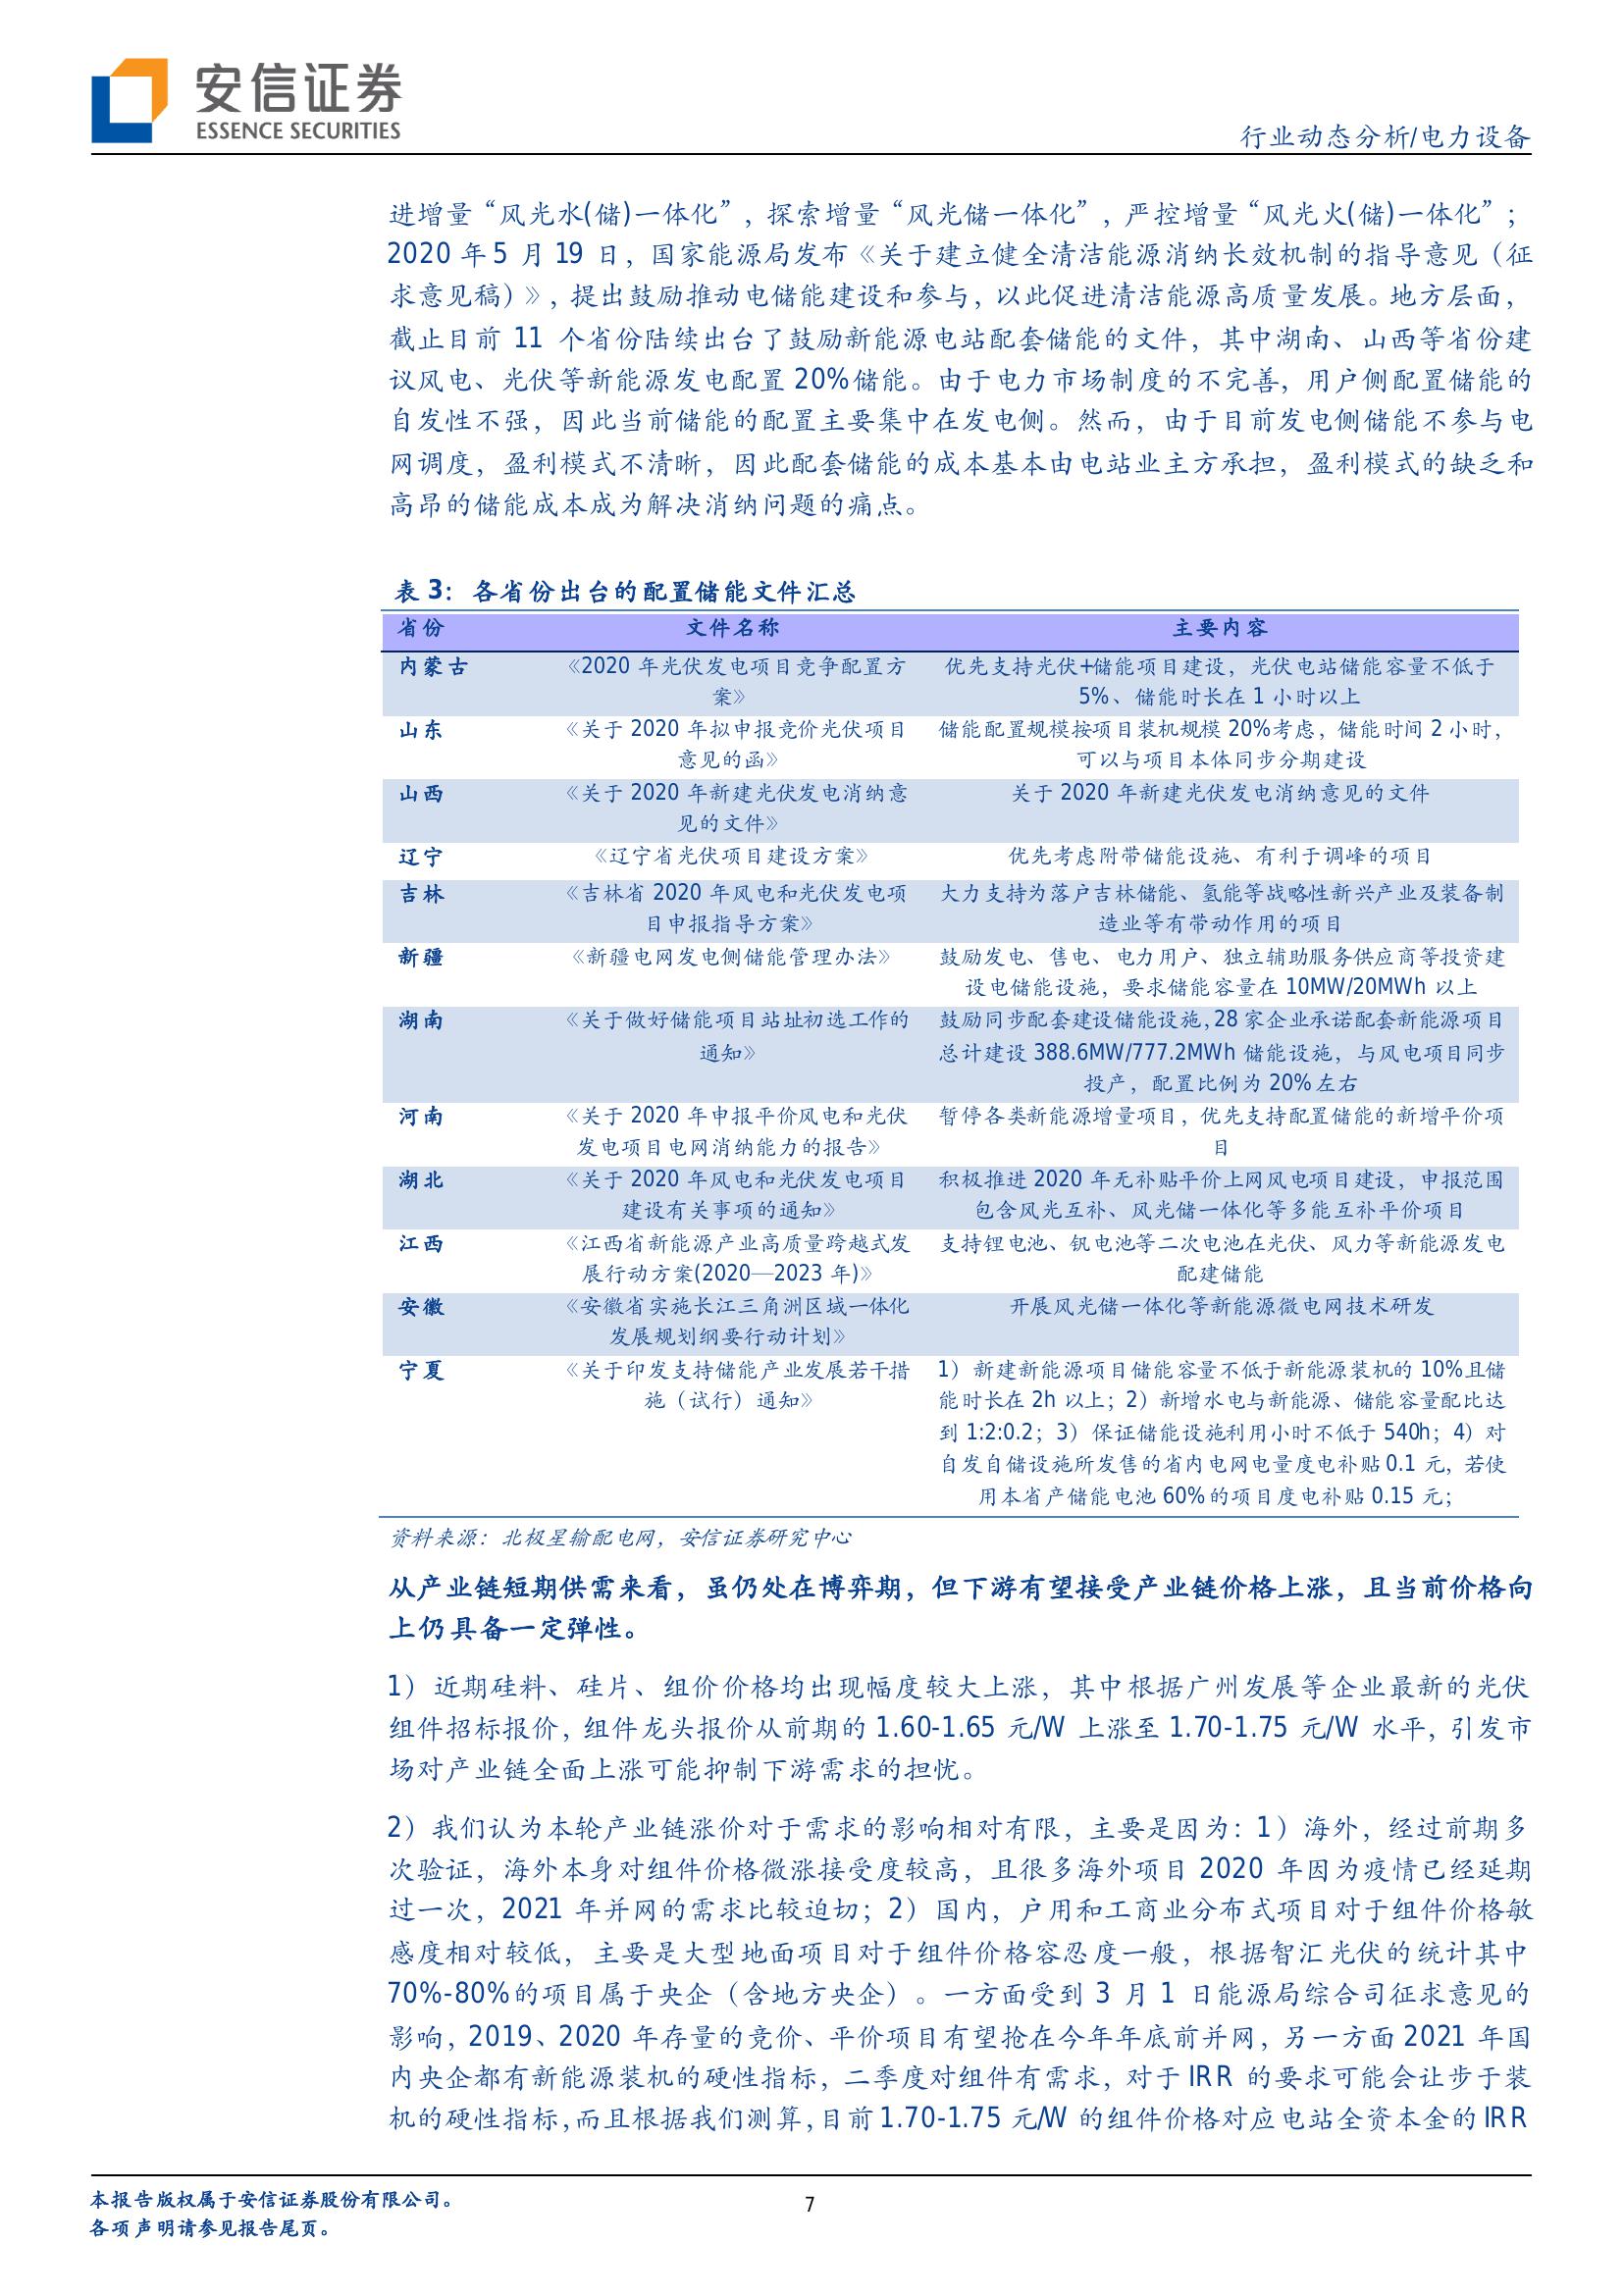 安信证券
ESSENCE SECURITIES
行业动态分析/电力设备
进增量“风光水(储)一体化”,探索增量“风光储一体化”,严控增量“风光火(储)一体化”;
2020 年5 月 19 日，国家能源局发布《关于建立健全清洁能源消纳长效机制的指导意见（征
求意见稿）》，提出鼓励推动电储能建设和参与，以此促进清洁能源高质量发展。地方层面，
截止目前 11 个省份陆续出台了鼓励新能源电站配套储能的文件，其中湖南、山西等省份建
议风电、光伏等新能源发电配置 20%储能。由于电力市场制度的不完善，用户侧配置储能的
自发性不强，因此当前储能的配置主要集中在发电侧。然而，由于目前发电侧储能不参与电
网调度，盈利模式不清晰，因此配套储能的成本基本由电站业主方承担，盈利模式的缺乏和
高昂的储能成本成为解决消纳问题的痛点。
表 3：各省份出台的配置储能文件汇总
省份 文件名称 主要内容
内蒙古 《2020 年光伏发电项目竞争配置方 优先支持光伏+储能项目建设，光伏电站储能容量不低于
案》 5%、储能时长在 1 小时以上
山东 《关于 2020 年拟申报竞价光伏项目 储能配置规模按项目装机规模 20%考虑，储能时间 2 小时，
意见的函》 可以与项目本体同步分期建设
山西 《关于 2020 年新建光伏发电消纳意 关于 2020 年新建光伏发电消纳意见的文件
见的文件》
辽宁 《辽宁省光伏项目建设方案》 优先考虑附带储能设施、有利于调峰的项目
吉林 《吉林省 2020 年风电和光伏发电项 大力支持为落户吉林储能、氢能等战略性新兴产业及装备制
目申报指导方案》 造业等有带动作用的项目
新疆 《新疆电网发电侧储能管理办法》 鼓励发电、售电、电力用户、独立辅助服务供应商等投资建
设电储能设施，要求储能容量在 10MW/20MWh 以上
湖南 《关于做好储能项目站址初选工作的 鼓励同步配套建设储能设施，28 家企业承诺配套新能源项目
通知》 总计建设 388.6MW/777.2MWh 储能设施，与风电项目同步
投产，配置比例为 20%左右
河南 《关于 2020 年申报平价风电和光伏 暂停各类新能源增量项目，优先支持配置储能的新增平价项
发电项目电网消纳能力的报告》 目
湖北 《关于 2020 年风电和光伏发电项目 积极推进 2020 年无补贴平价上网风电项目建设，申报范围
建设有关事项的通知》 包含风光互补、风光储一体化等多能互补平价项目
江西 《江西省新能源产业高质量跨越式发 支持锂电池、钒电池等二次电池在光伏、风力等新能源发电
展行动方案(2020—2023 年)》 配建储能
安徽 《安徽省实施长江三角洲区域一体化 开展风光储一体化等新能源微电网技术研发
发展规划纲要行动计划》
宁夏 《关于印发支持储能产业发展若干措 1）新建新能源项目储能容量不低于新能源装机的 10%且储
施（试行）通知》 能时长在 2h 以上；2）新增水电与新能源、储能容量配比达
到 1:2:0.2；3）保证储能设施利用小时不低于 540h；4）对
自发自储设施所发售的省内电网电量度电补贴 0.1 元，若使
用本省产储能电池 60%的项目度电补贴 0.15 元；
资料来源：北极星输配电网，安信证券研究中心
从产业链短期供需来看，虽仍处在博弈期，但下游有望接受产业链价格上涨，且当前价格向
上仍具备一定弹性。
1）近期硅料、硅片、组价价格均出现幅度较大上涨，其中根据广州发展等企业最新的光伏
组件招标报价，组件龙头报价从前期的 1.60-1.65 元/W 上涨至 1.70-1.75 元/W 水平，引发市
场对产业链全面上涨可能抑制下游需求的担忧。
2）我们认为本轮产业链涨价对于需求的影响相对有限，主要是因为：1）海外，经过前期多
次验证，海外本身对组件价格微涨接受度较高，且很多海外项目 2020 年因为疫情已经延期
过一次，2021 年并网的需求比较迫切；2）国内，户用和工商业分布式项目对于组件价格敏
感度相对较低，主要是大型地面项目对于组件价格容忍度一般，根据智汇光伏的统计其中
70%-80%的项目属于央企（含地方央企）。一方面受到 3 月 1 日能源局综合司征求意见的
影响，2019、2020 年存量的竞价、平价项目有望抢在今年年底前并网，另一方面 2021 年国
内央企都有新能源装机的硬性指标，二季度对组件有需求，对于 IRR 的要求可能会让步于装
机的硬性指标，而且根据我们测算，目前1.70-1.75 元/W 的组件价格对应电站全资本金的 IRR
本报告版权属于安信证券股份有限公司。
7
各项声明请参见报告尾页。